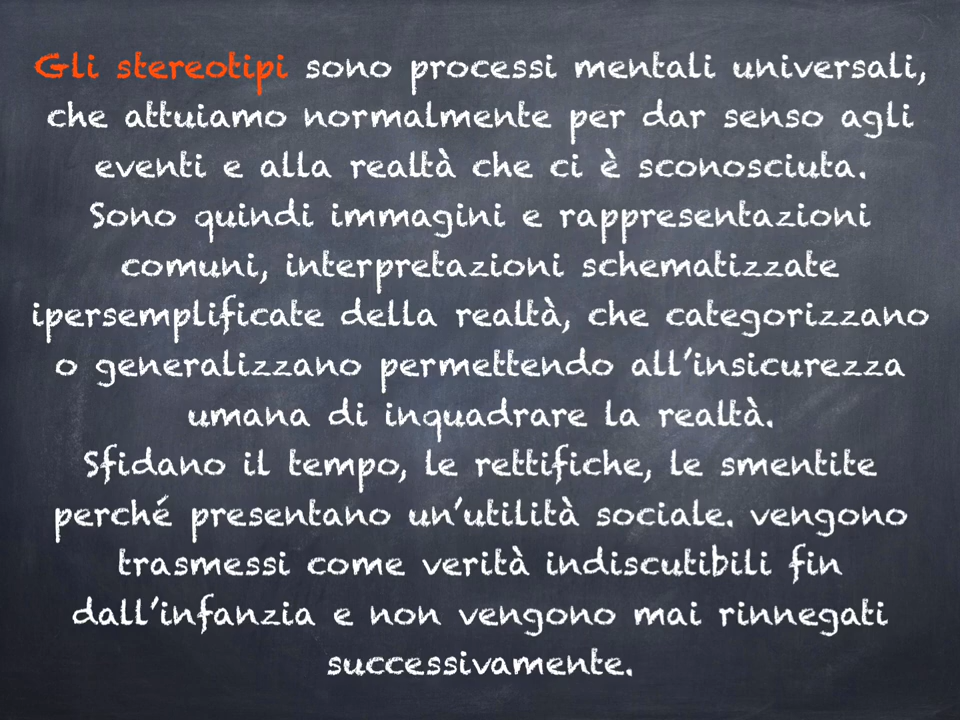 Gli stereotipi sono processi mentali universali,
che attuiamo normalmente per dar senso agli
eventi e alla realtà che ci è sconosciuta.
Sono quindi immagini e rappresentazioni
comuni, interpretazioni schematizzate
ipersemplificate della realtà, che categorizzano
o generalizzano permettendo all'insicurezza
umana di inquadrare la realtà.
Sfidano il tempo, le rettifiche, le smentite
perché presentano un'utilità sociale. vengono
trasmessi come verità indiscutibili fin
dall'infanzia e non vengono mai rinnegati
successivamente.